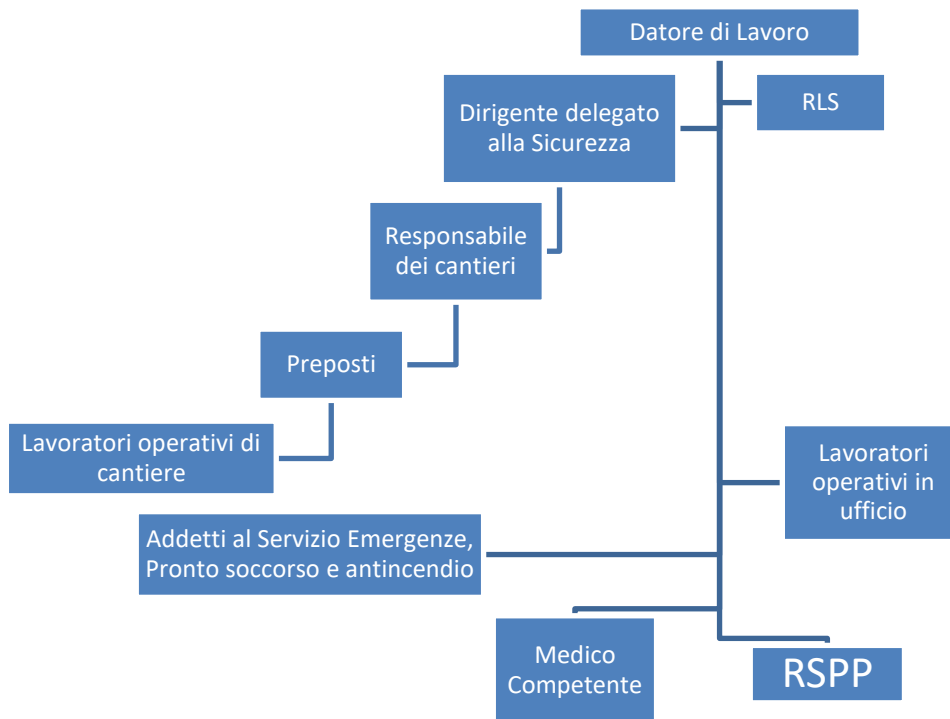 Datore di Lavoro
RLS
Dirigente delegato
alla Sicurezza
Responsabile
dei cantieri
Preposti
Lavoratori operativi di
cantiere
Lavoratori
operativi in
ufficio
Addetti al Servizio Emergenze,
Pronto soccorso e antincendio
Medico
Competente
RSPP